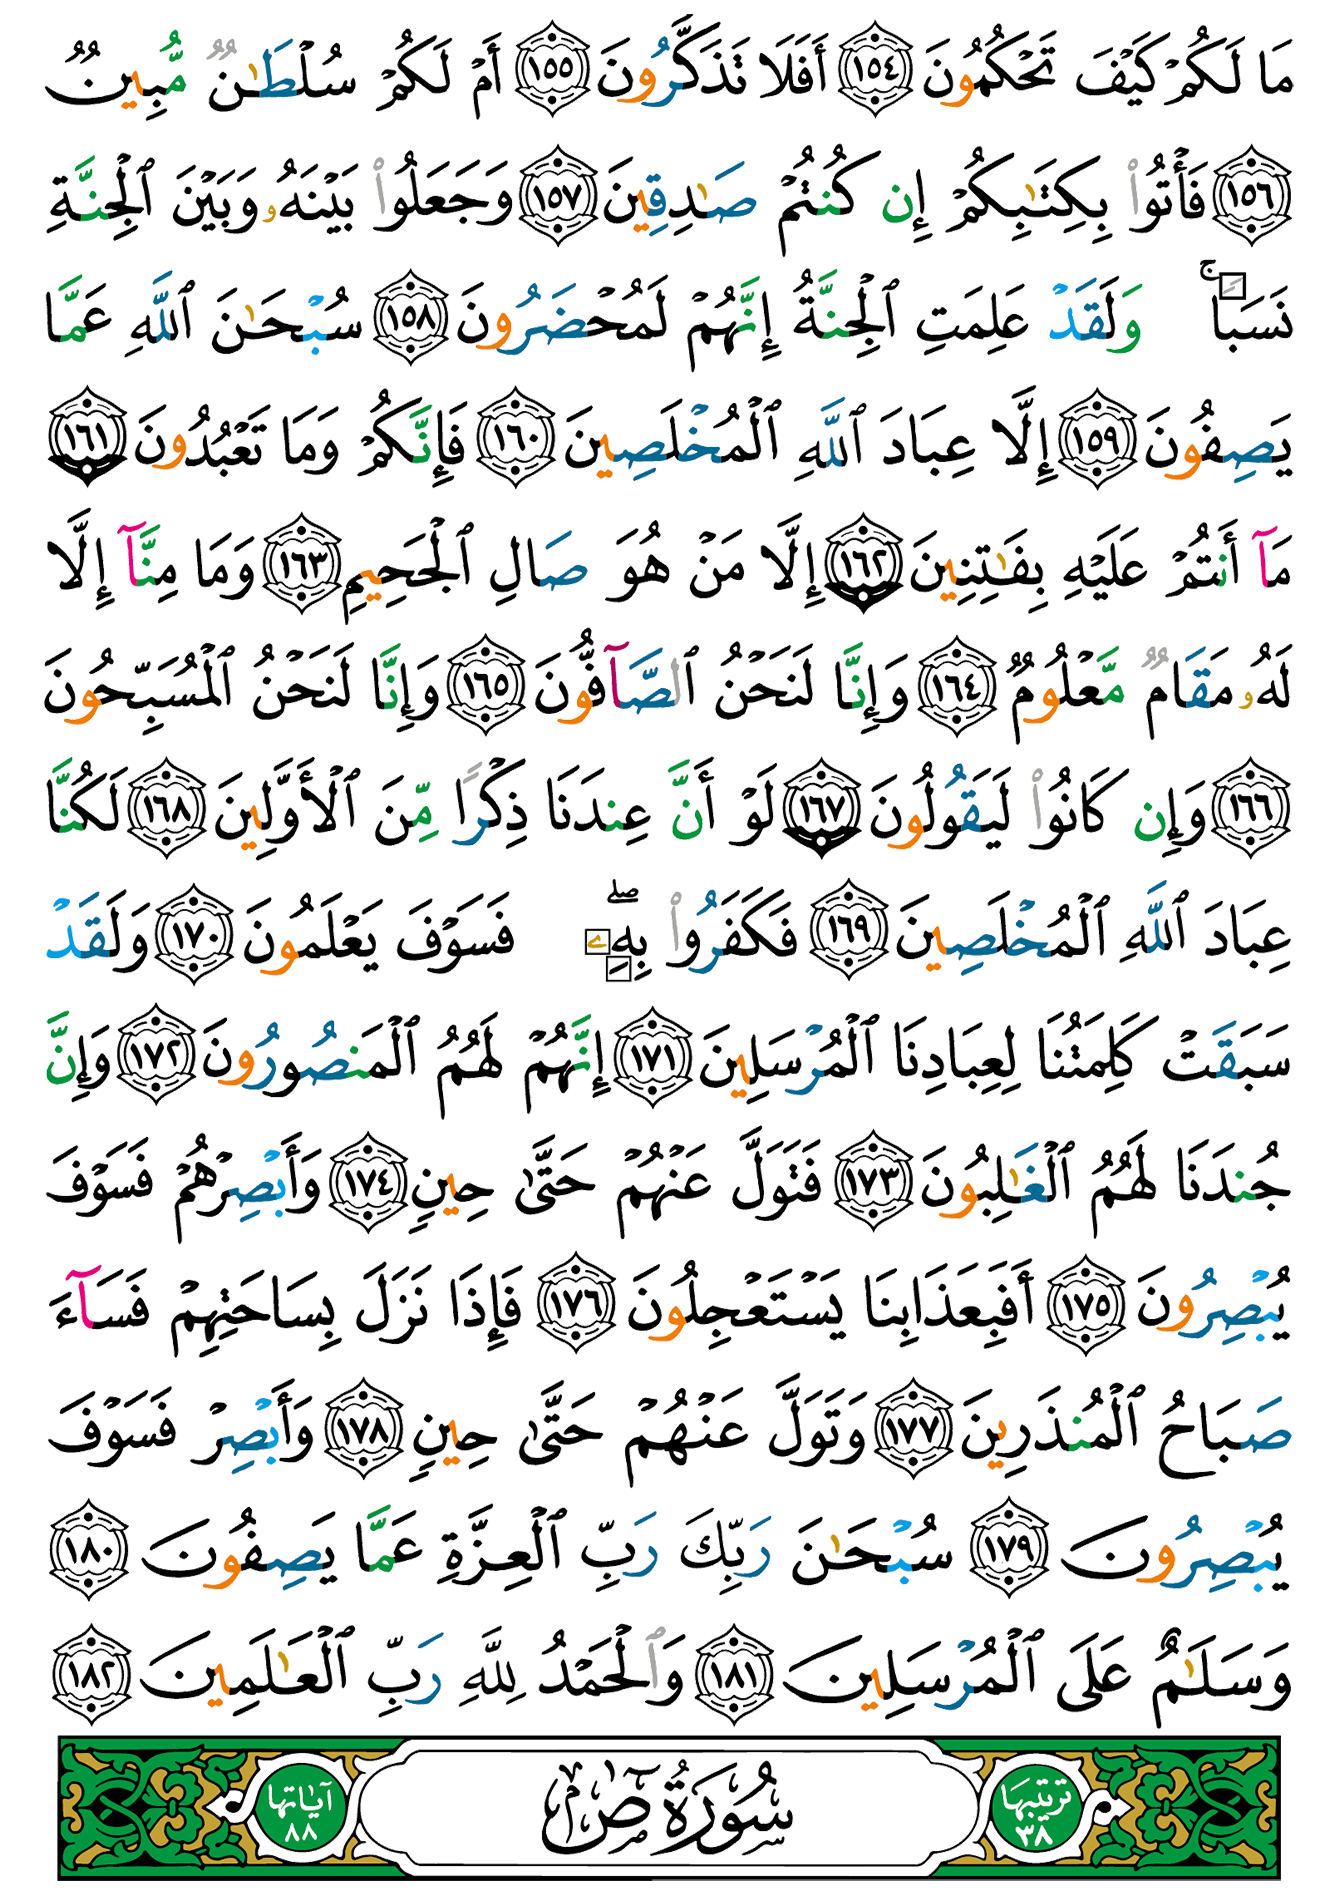 مَا لَكُمْ كَيْفَ تَحْكُمُونَ ١٥٤ أَفَلَا تَذَكَّرُونَ ١٥٥ أَمْ لَكُمْ سُلْطَٰنٌ مُّبِينٌ
١٥٦ فَأْتُوا۟ بِكِتَٰبِكُمْ إِن كُنتُمْ صَٰدِقِينَ ١٥٧ وَجَعَلُوا۟ بَيْنَهُۥ وَبَيْنَ ٱلْجِنَّةِ
نَسَبًا ۚ وَلَقَدْ عَلِمَتِ ٱلْجِنَّةُ إِنَّهُمْ لَمُحْضَرُونَ ١٥٨ سُبْحَٰنَ ٱللَّهِ عَمَّا
يَصِفُونَ ١٥٩ إِلَّا عِبَادَ ٱللَّهِ ٱلْمُخْلَصِينَ ١٦٠ فَإِنَّكُمْ وَمَا تَعْبُدُونَ ١٦١
مَآ أَنتُمْ عَلَيْهِ بِفَٰتِنِينَ ١٦٢ إِلَّا مَنْ هُوَ صَالِ ٱلْجَحِيمِ ١٦٣ وَمَا مِنَّآ إِلَّا
لَهُۥ مَقَامٌ مَّعْلُومٌ ١٦٤ وَإِنَّا لَنَحْنُ ٱلصَّآفُّونَ ١٦٥ وَإِنَّا لَنَحْنُ ٱلْمُسَبِّحُونَ
١٦٦ وَإِن كَانُوا۟ لَيَقُولُونَ ١٦٧ لَوْ أَنَّ عِندَنَا ذِكْرًا مِّنَ ٱلْأَوَّلِينَ ١٦٨ لَكُنَّا
عِبَادَ ٱللَّهِ ٱلْمُخْلَصِينَ ١٦٩ فَكَفَرُوا۟ بِهِۦ ۖ فَسَوْفَ يَعْلَمُونَ ١٧٠ وَلَقَدْ
سَبَقَتْ كَلِمَتُنَا لِعِبَادِنَا ٱلْمُرْسَلِينَ ١٧١ إِنَّهُمْ لَهُمُ ٱلْمَنصُورُونَ ١٧٢ وَإِنَّ
جُندَنَا لَهُمُ ٱلْغَٰلِبُونَ ١٧٣ فَتَوَلَّ عَنْهُمْ حَتَّىٰ حِينٍ ١٧٤ وَأَبْصِرْهُمْ فَسَوْفَ
يُبْصِرُونَ ١٧٥ أَفَبِعَذَابِنَا يَسْتَعْجِلُونَ ١٧٦ فَإِذَا نَزَلَ بِسَاحَتِهِمْ فَسَآءَ
صَبَاحُ ٱلْمُنذَرِينَ ١٧٧ وَتَوَلَّ عَنْهُمْ حَتَّىٰ حِينٍ ١٧٨ وَأَبْصِرْ فَسَوْفَ
يُبْصِرُونَ ١٧٩ سُبْحَٰنَ رَبِّكَ رَبِّ ٱلْعِزَّةِ عَمَّا يَصِفُونَ ١٨٠
وَسَلَٰمٌ عَلَى ٱلْمُرْسَلِينَ ١٨١ وَٱلْحَمْدُ لِلَّهِ رَبِّ ٱلْعَٰلَمِينَ ١٨٢
ترتيبها ٣٨ سُورَةُ صٓ آياتها ٨٨